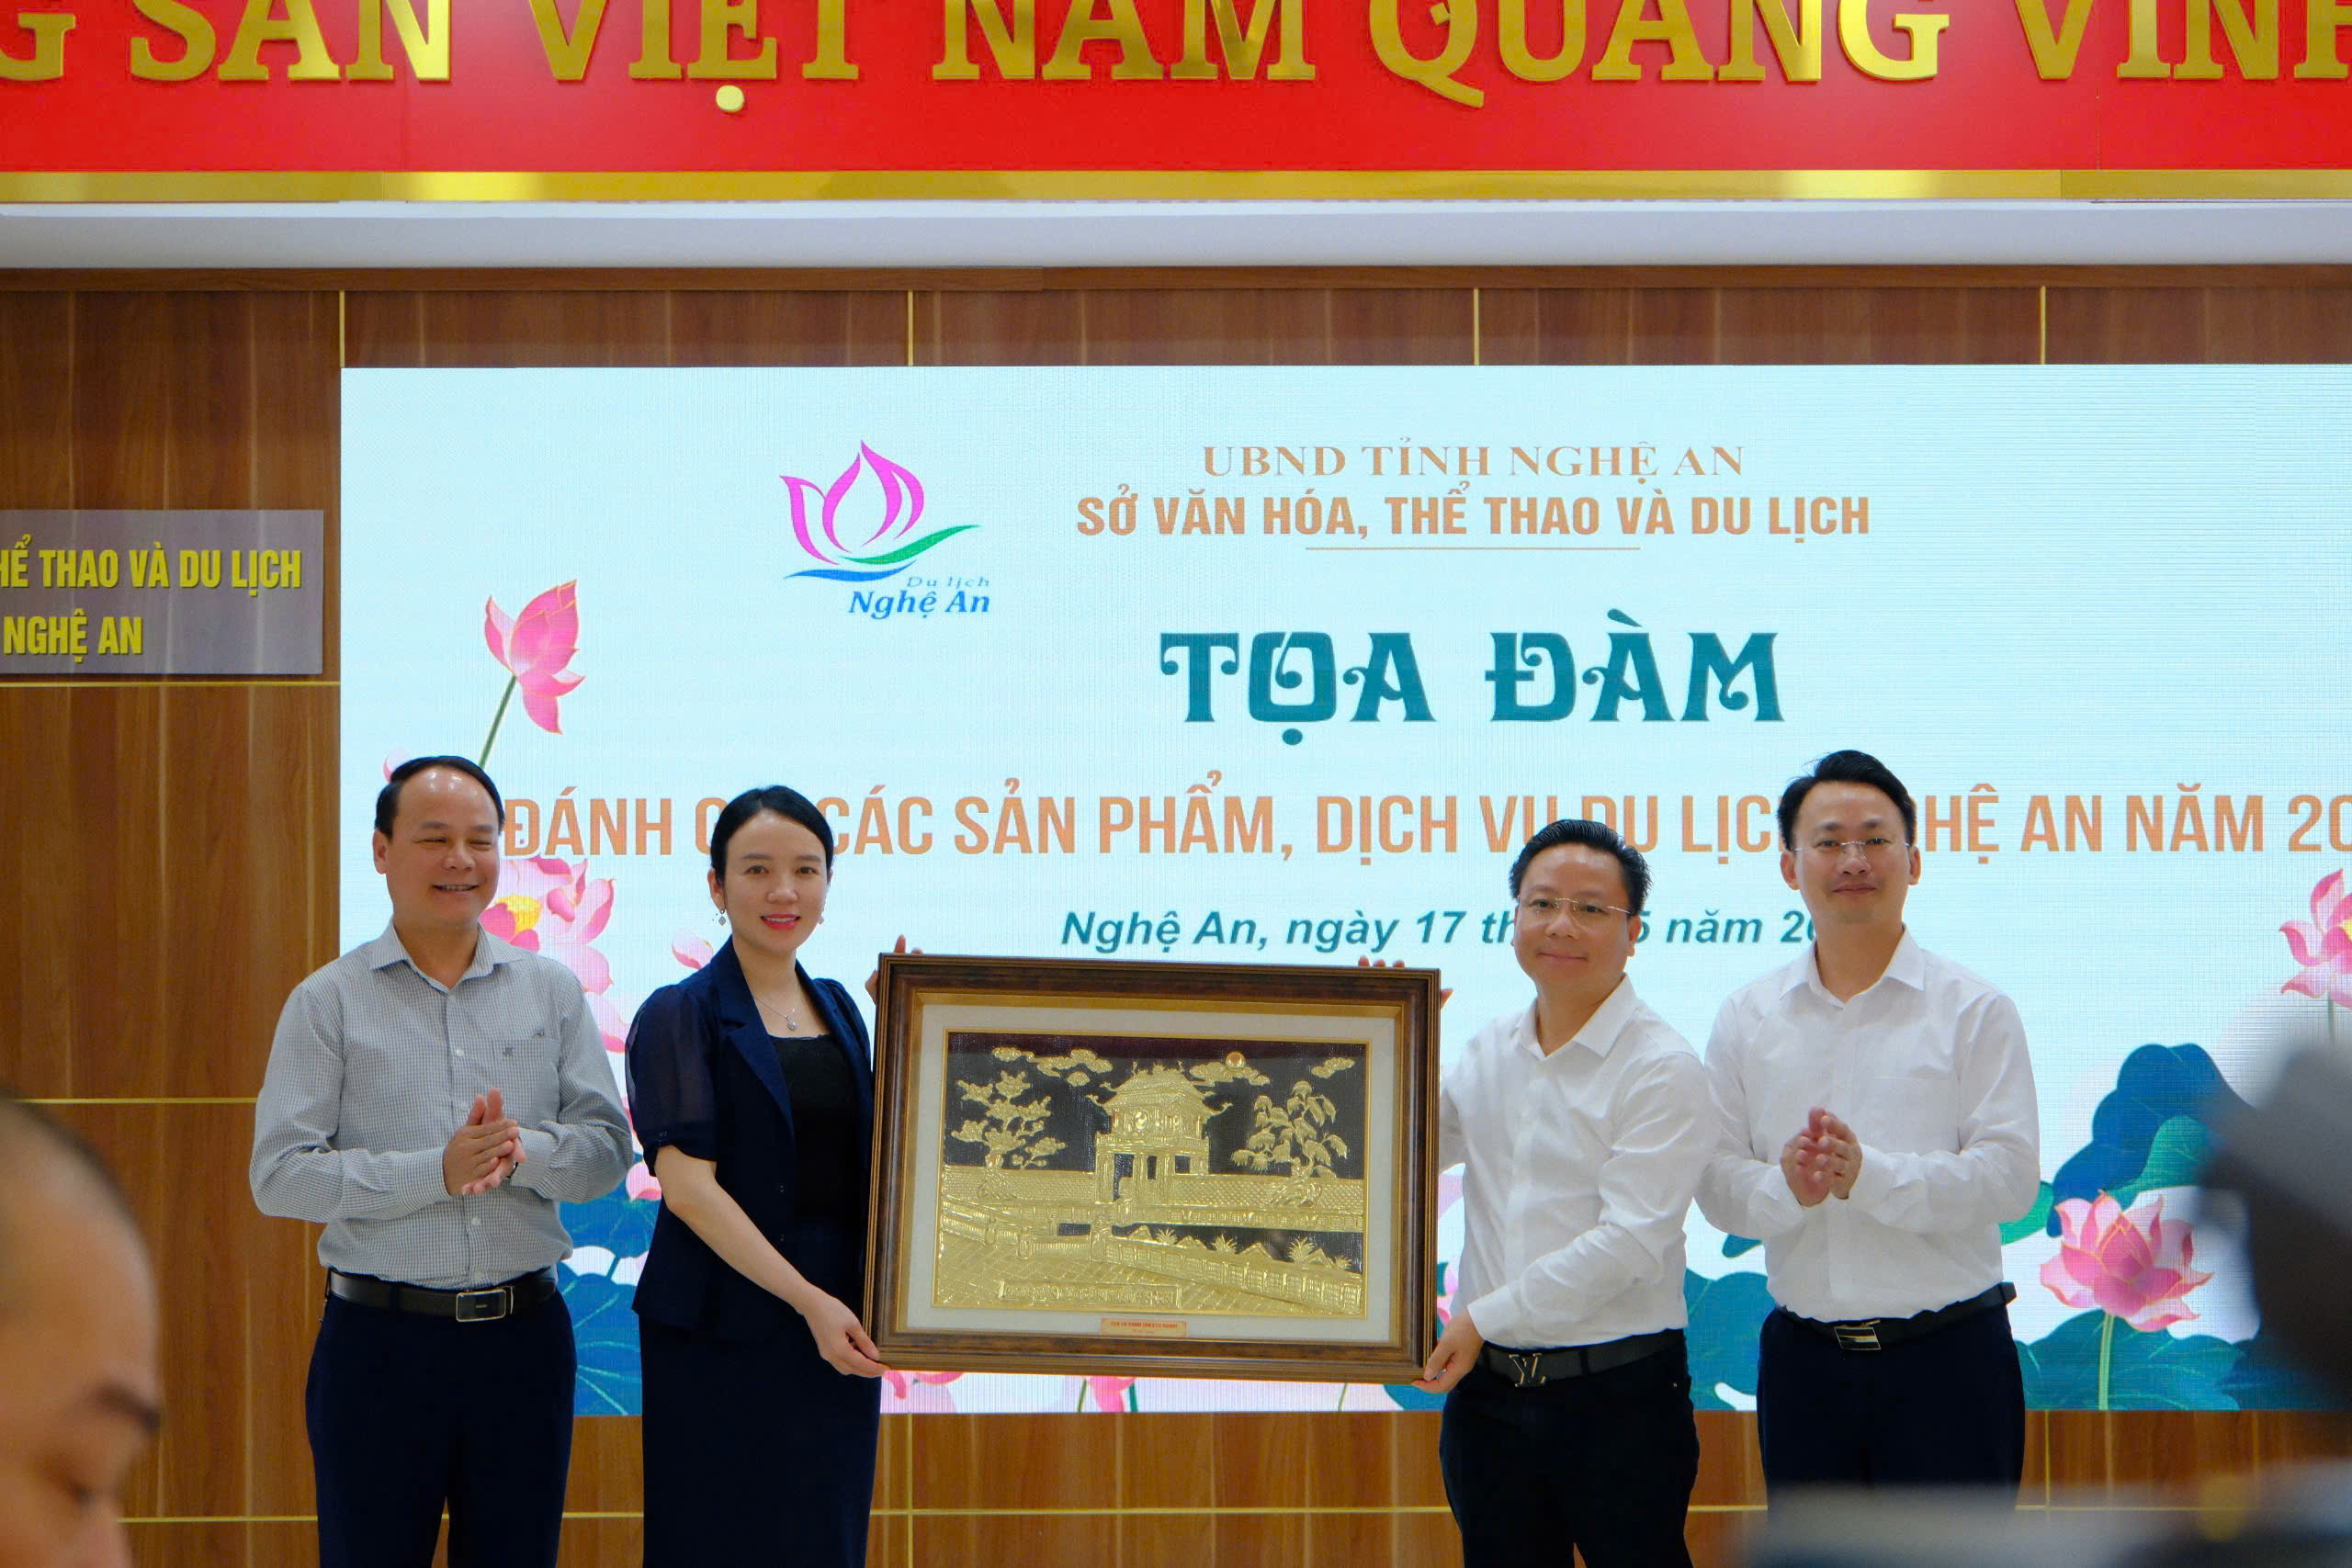 G SẢN VIỆT NAM QUANG VINH
HỂ THAO VÀ DU LỊCH
NGHỆ AN
Du lịch
Nghệ An
UBND TỈNH NGHỆ AN
SỞ VĂN HÓA, THỂ THAO VÀ DU LỊCH
TỌA ĐÀM
ĐÁNH CÁC SẢN PHẨM, DỊCH VỤ DU LỊCH NGHỆ AN NĂM 20
Nghệ An, ngày 17 th 5 năm 20